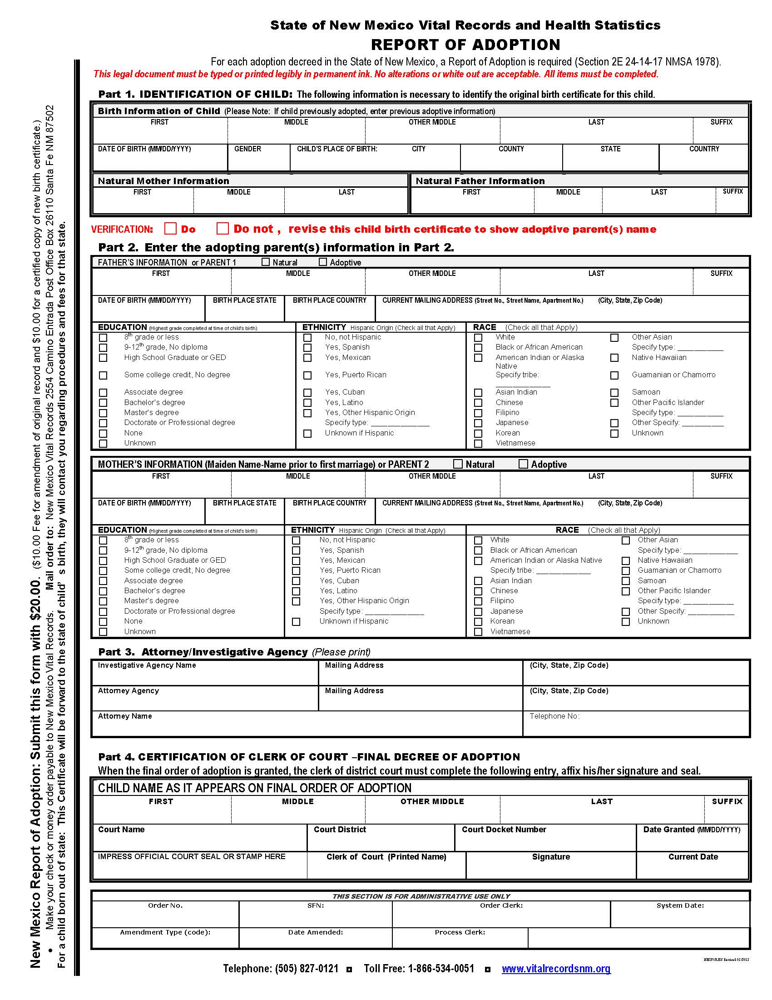 State of New Mexico Vital Records and Health Statistics
REPORT OF ADOPTION
For each adoption decreed in the State of New Mexico, a Report of Adoption is required (Section 2E 24-14-17 NMSA 1978).
This legal document must be typed or printed legibly in permanent ink. No alterations or white out are acceptable. All items must be completed.
Part 1. IDENTIFICATION OF CHILD: The following information is necessary to identify the original birth certificate for this child.
Birth Information of Child (Please Note: If child previously adopted, enter previous adoptive information)
FIRST MIDDLE OTHER MIDDLE LAST SUFFIX
DATE OF BIRTH (MM/DD/YYYY) GENDER CHILD'S PLACE OF BIRTH: CITY COUNTY STATE COUNTRY
Natural Mother Information Natural Father Information
FIRST MIDDLE LAST FIRST MIDDLE LAST SUFFIX
VERIFICATION: Do Do not , revise this child birth certificate to show adoptive parent(s) name
Part 2. Enter the adopting parent(s) information in Part 2.
FATHER'S INFORMATION or PARENT 1 Natural Adoptive
FIRST MIDDLE OTHER MIDDLE LAST SUFFIX
DATE OF BIRTH (MM/DD/YYYY) BIRTH PLACE STATE BIRTH PLACE COUNTRY CURRENT MAILING ADDRESS (Street No., Street Name, Apartment No.) (City, State, Zip Code)
EDUCATION (Highest grade completed at time of child's birth) ETHNICITY Hispanic Origin (Check all that Apply) RACE (Check all that Apply)
8th grade or less No, not Hispanic White Other Asian
9-12th grade, No diploma Yes, Spanish Black or African American Specify type: ___________
High School Graduate or GED Yes, Mexican American Indian or Alaska Native Hawaiian
Native
Some college credit, No degree Yes, Puerto Rican Specify tribe: Guamanian or Chamorro
_____________
Associate degree Yes, Cuban Asian Indian Samoan
Bachelor's degree Yes, Latino Chinese Other Pacific Islander
Master's degree Yes, Other Hispanic Origin Filipino Specify type: ___________
Doctorate or Professional degree Specify type: ______________ Japanese Other Specify: __________
None Unknown if Hispanic Korean Unknown
Unknown Vietnamese
MOTHER'S INFORMATION (Maiden Name-Name prior to first marriage) or PARENT 2 Natural Adoptive
FIRST MIDDLE OTHER MIDDLE LAST SUFFIX
DATE OF BIRTH (MM/DD/YYYY) BIRTH PLACE STATE BIRTH PLACE COUNTRY CURRENT MAILING ADDRESS (Street No., Street Name, Apartment No.) (City, State, Zip Code)
EDUCATION (Highest grade completed at time of child's birth) ETHNICITY Hispanic Origin (Check all that Apply) RACE (Check all that Apply)
8th grade or less No, not Hispanic White Other Asian
9-12th grade, No diploma Yes, Spanish Black or African American Specify type: _____________
High School Graduate or GED Yes, Mexican American Indian or Alaska Native Native Hawaiian
Some college credit, No degree Yes, Puerto Rican Specify tribe: _____________ Guamanian or Chamorro
Associate degree Yes, Cuban Asian Indian Samoan
Bachelor's degree Yes, Latino Chinese Other Pacific Islander
Master's degree Yes, Other Hispanic Origin Filipino Specify type: ____________
Doctorate or Professional degree Specify type: ______________ Japanese Other Specify: ___________
None Unknown if Hispanic Korean Unknown
Unknown Vietnamese
Part 3. Attorney/Investigative Agency (Please print)
Investigative Agency Name Mailing Address (City, State, Zip Code)
Attorney Agency Mailing Address (City, State, Zip Code)
Attorney Name Telephone No:
Part 4. CERTIFICATION OF CLERK OF COURT –FINAL DECREE OF ADOPTION
When the final order of adoption is granted, the clerk of district court must complete the following entry, affix his/her signature and seal.
CHILD NAME AS IT APPEARS ON FINAL ORDER OF ADOPTION
FIRST MIDDLE OTHER MIDDLE LAST SUFFIX
Court Name Court District Court Docket Number Date Granted (MM/DD/YYYY)
IMPRESS OFFICIAL COURT SEAL OR STAMP HERE Clerk of Court (Printed Name) Signature Current Date
THIS SECTION IS FOR ADMINISTRATIVE USE ONLY
Order No. SFN: Order Clerk: System Date:
Amendment Type (code): Date Amended: Process Clerk:
NMBVRHS Revised 02/2012
Telephone: (505) 827-0121 Toll Free: 1-866-534-0051 www.vitalrecordsnm.org
New Mexico Report of Adoption: Submit this form with $20.00. ($10.00 Fee for amendment of original record and $10.00 for a certified copy of new birth certificate.)
• Make your check or money order payable to New Mexico Vital Records. Mail order to: New Mexico Vital Records 2554 Camino Entrada Post Office Box 26110 Santa Fe NM 87502
For a child born out of state: This Certificate will be forward to the state of child' s birth, they will contact you regarding procedures and fees for that state.